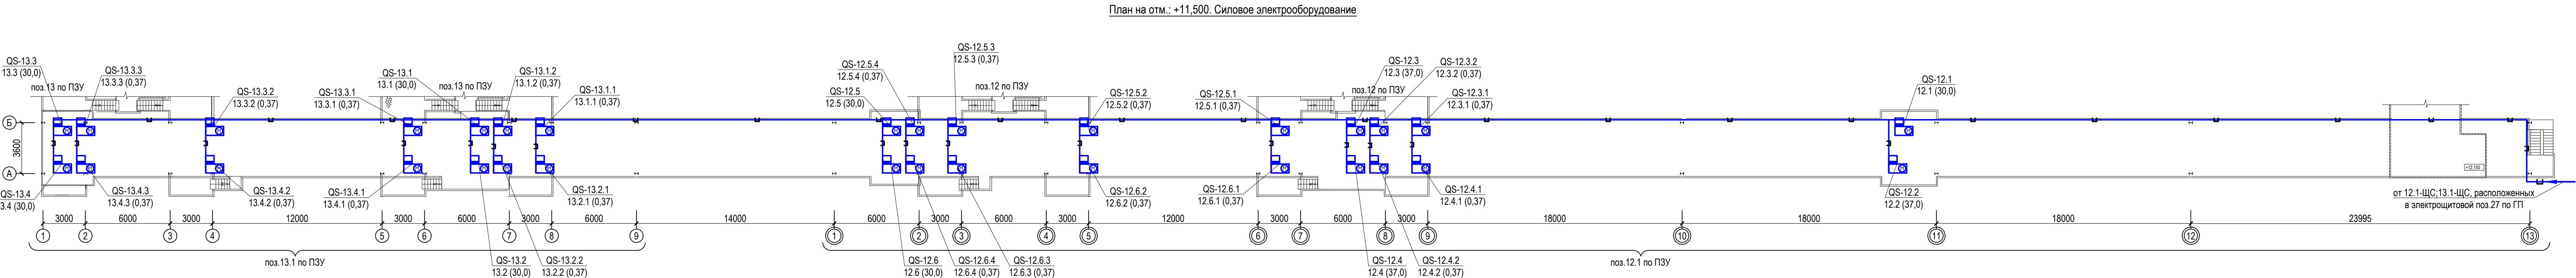 План на отм.: +11,500. Силовое электрооборудование
QS-13.3
13.3 (30,0)
поз.13 по ПЗУ
QS-13.3.3
13.3.3 (0,37)
QS-13.3.2
13.3.2 (0,37)
QS-13.3.1
13.3.1 (0,37)
QS-13.1
13.1 (30,0)
поз.13 по ПЗУ
QS-13.1.2
13.1.2 (0,37)
QS-13.1.1
13.1.1 (0,37)
QS-12.5
12.5 (30,0)
QS-12.5.4
12.5.4 (0,37)
QS-12.5.3
12.5.3 (0,37)
поз.12 по ПЗУ
QS-12.5.2
12.5.2 (0,37)
QS-12.5.1
12.5.1 (0,37)
QS-12.3
12.3 (37,0)
поз.12 по ПЗУ
QS-12.3.2
12.3.2 (0,37)
QS-12.3.1
12.3.1 (0,37)
QS-12.1
12.1 (30,0)
Б
3600
А
+12,150
QS-13.4
3.4 (30,0)
QS-13.4.3
13.4.3 (0,37)
QS-13.4.2
13.4.2 (0,37)
QS-13.4.1
13.4.1 (0,37)
QS-13.2.1
13.2.1 (0,37)
QS-12.6.2
12.6.2 (0,37)
QS-12.6.1
12.6.1 (0,37)
QS-12.4.1
12.4.1 (0,37)
QS-12.2
12.2 (37,0)
от 12.1-ЩС;13.1-ЩС, расположенных
в электрощитовой поз.27 по ГП
3000 6000 3000 12000 3000 6000 3000 6000 14000 6000 3000 6000 3000 12000 3000 6000 3000 18000 18000 18000 23995
1 2 3 4 5 6 7 8 9 1 2 3 4 5 6 7 8 9 10 11 12 13
поз.13.1 по ПЗУ
QS-13.2
13.2 (30,0)
QS-13.2.2
13.2.2 (0,37)
QS-12.6
12.6 (30,0)
QS-12.6.4
12.6.4 (0,37)
QS-12.6.3
12.6.3 (0,37)
QS-12.4
12.4 (37,0)
QS-12.4.2
12.4.2 (0,37)
поз.12.1 по ПЗУ